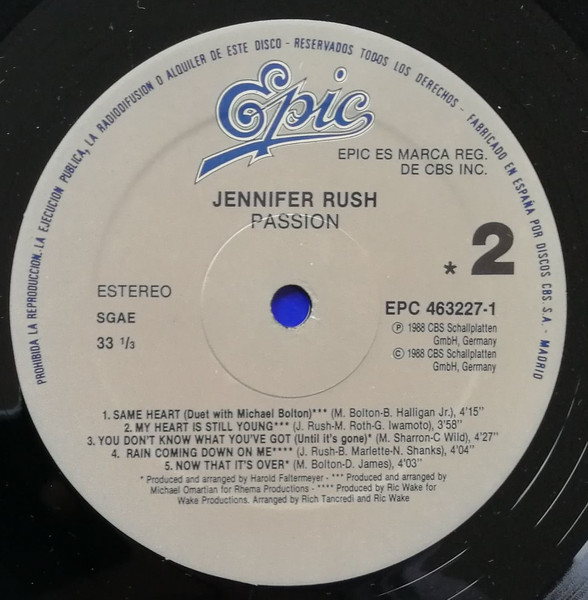 PROHIBIDA LA REPRODUCCION, LA EJECUCION PUBLICA, LA RADIODIFUSION O ALQUILER DE ESTE DISCO - RESERVADOS TODOS LOS DERECHOS - FABRICADO EN ESPAÑA POR DISCOS CBS S.A. - MADRID
Epic
EPIC ES MARCA REG.
DE CBS INC.
JENNIFER RUSH
PASSION
* 2
ESTEREO
SGAE
33 1/3
EPC 463227-1
Ⓟ 1988 CBS Schallplatten
GmbH, Germany
© 1988 CBS Schallplatten
GmbH, Germany
1. SAME HEART (Duet with Michael Bolton)*** (M. Bolton-B. Halligan Jr.), 4'15"
2. MY HEART IS STILL YOUNG*** (J. Rush-M. Roth-G. Iwamoto), 3'58"
3. YOU DON'T KNOW WHAT YOU'VE GOT (Until it's gone)* (M. Sharron-C Wild), 4'27"
4. RAIN COMING DOWN ON ME**** (J. Rush-B. Marlette-N. Shanks), 4'04"
5. NOW THAT IT'S OVER* (M. Bolton-D. James), 4'03"
* Produced and arranged by Harold Faltermeyer - *** Produced and arranged by
Michael Omartian for Rhema Productions - **** Produced by Ric Wake for
Wake Productions. Arranged by Rich Tancredi and Ric Wake